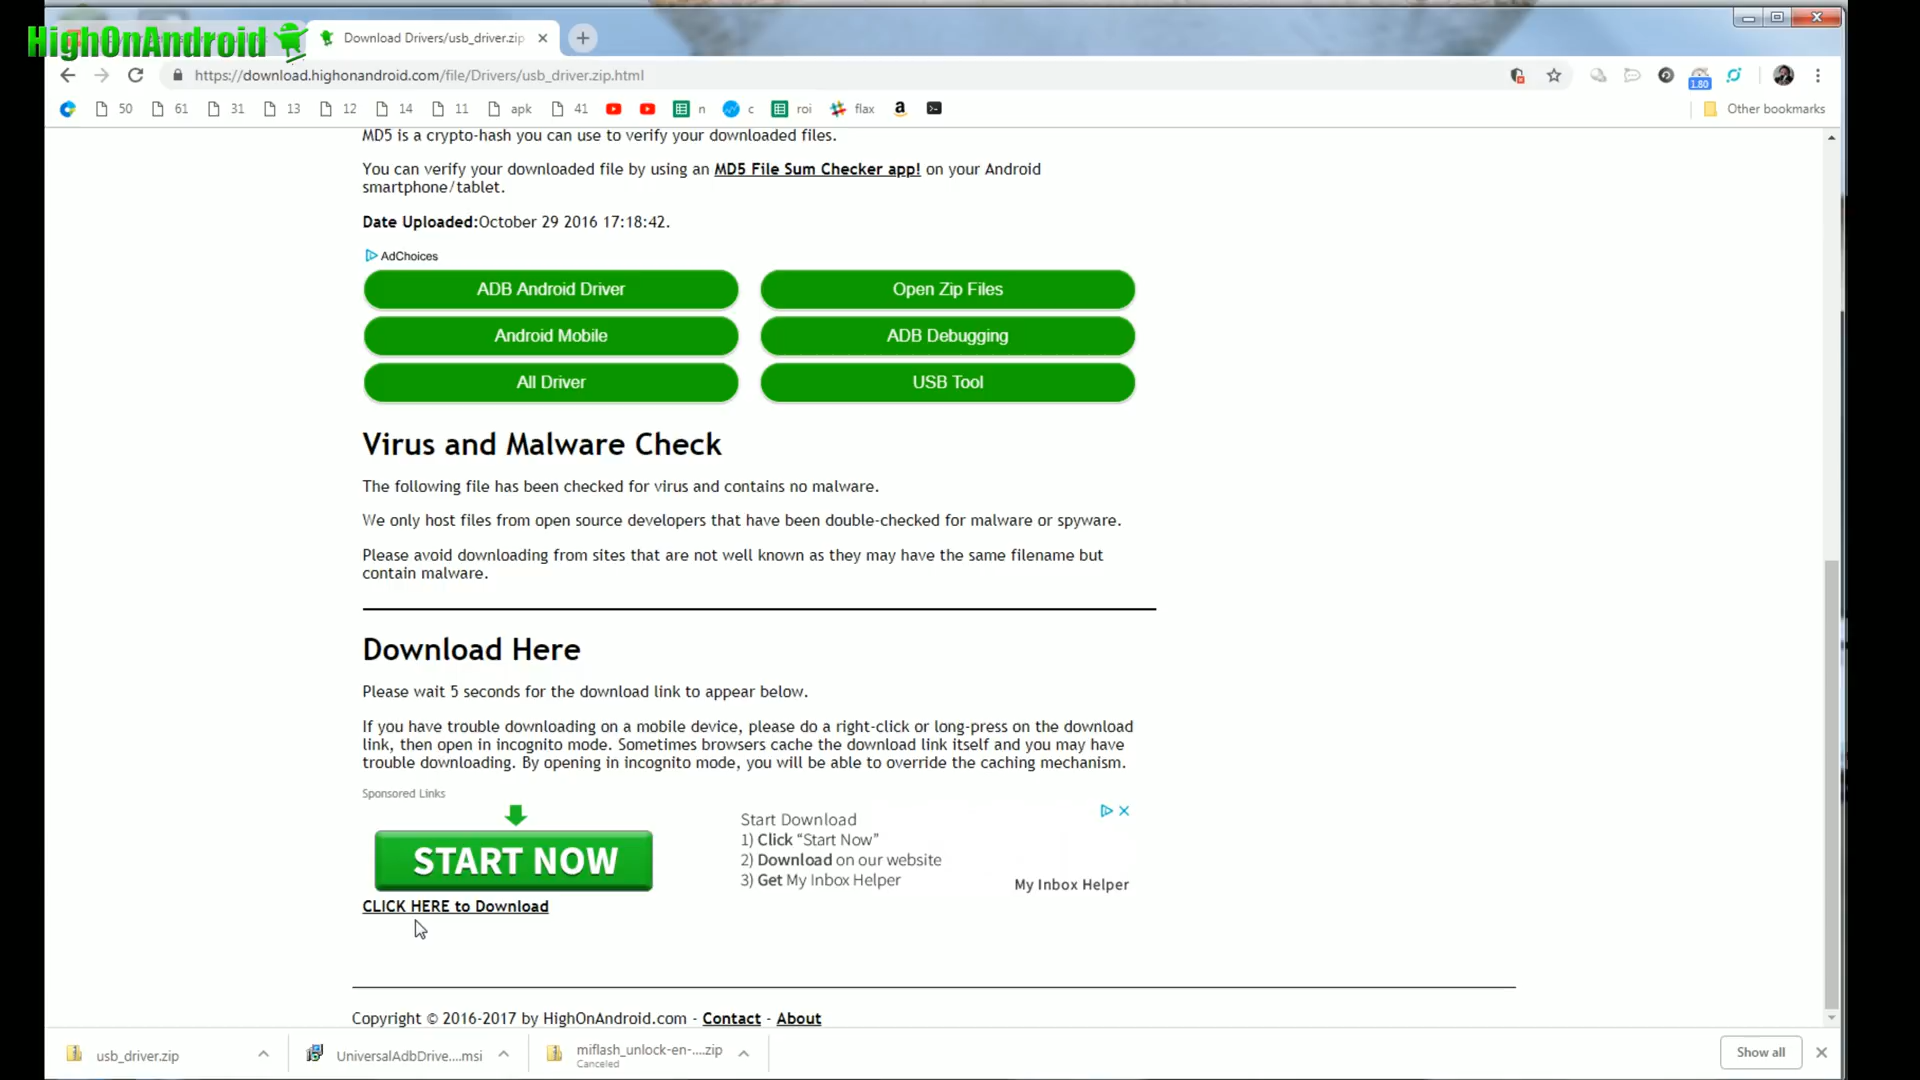 HighOnAndroid
Download Drivers/usb_driver.zip
https://download.highonandroid.com/file/Drivers/usb_driver.zip.html
1.80
50
61
31
13
12
14
11
apk
41
n
c
roi
flax
a
Other bookmarks
MD5 is a crypto-hash you can use to verify your downloaded files.
You can verify your downloaded file by using an MD5 File Sum Checker app! on your Android
smartphone/tablet.
Date Uploaded:October 29 2016 17:18:42.
AdChoices
ADB Android Driver
Open Zip Files
Android Mobile
ADB Debugging
All Driver
USB Tool
Virus and Malware Check
The following file has been checked for virus and contains no malware.
We only host files from open source developers that have been double-checked for malware or spyware.
Please avoid downloading from sites that are not well known as they may have the same filename but
contain malware.
Download Here
Please wait 5 seconds for the download link to appear below.
If you have trouble downloading on a mobile device, please do a right-click or long-press on the download
link, then open in incognito mode. Sometimes browsers cache the download link itself and you may have
trouble downloading. By opening in incognito mode, you will be able to override the caching mechanism.
Sponsored Links
START NOW
Start Download
1) Click “Start Now”
2) Download on our website
3) Get My Inbox Helper
My Inbox Helper
CLICK HERE to Download
Copyright © 2016-2017 by HighOnAndroid.com - Contact - About
usb_driver.zip
UniversalAdbDrive....msi
miflash_unlock-en-....zip
Canceled
Show all